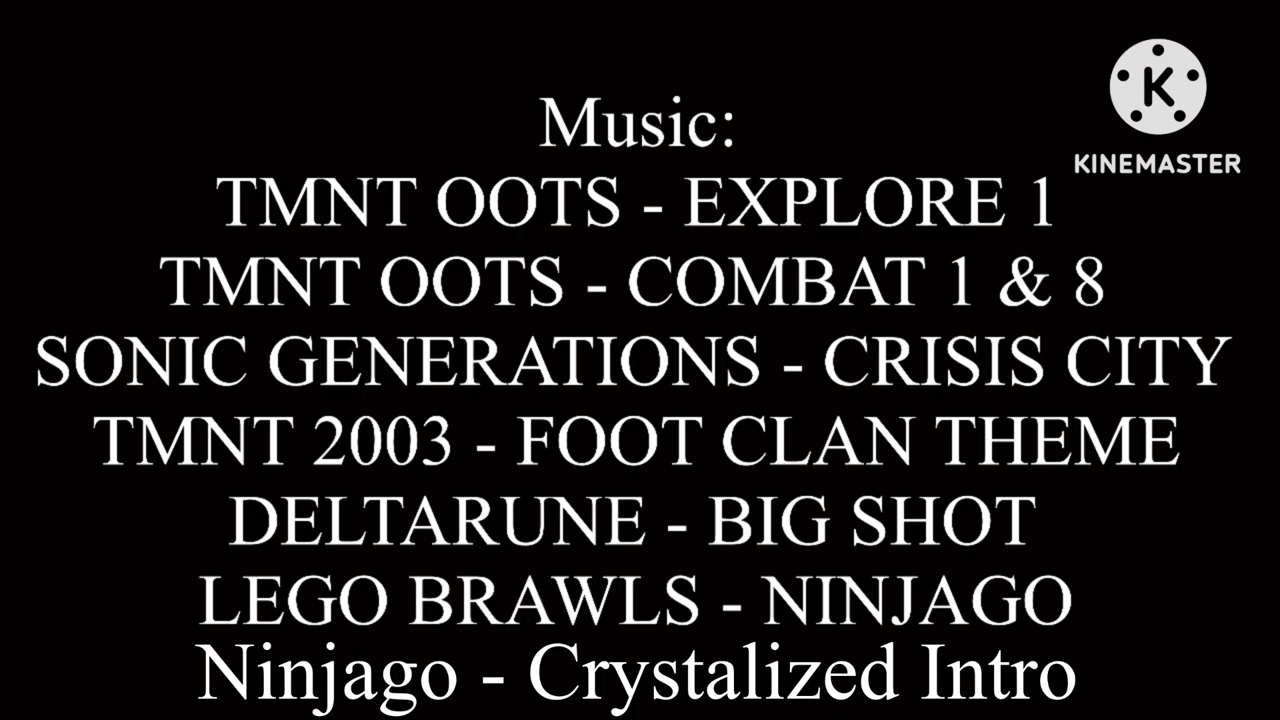 Music:
KINEMASTER
TMNT OOTS - EXPLORE 1
TMNT OOTS - COMBAT 1 & 8
SONIC GENERATIONS - CRISIS CITY
TMNT 2003 - FOOT CLAN THEME
DELTARUNE - BIG SHOT
LEGO BRAWLS - NINJAGO
Ninjago - Crystalized Intro